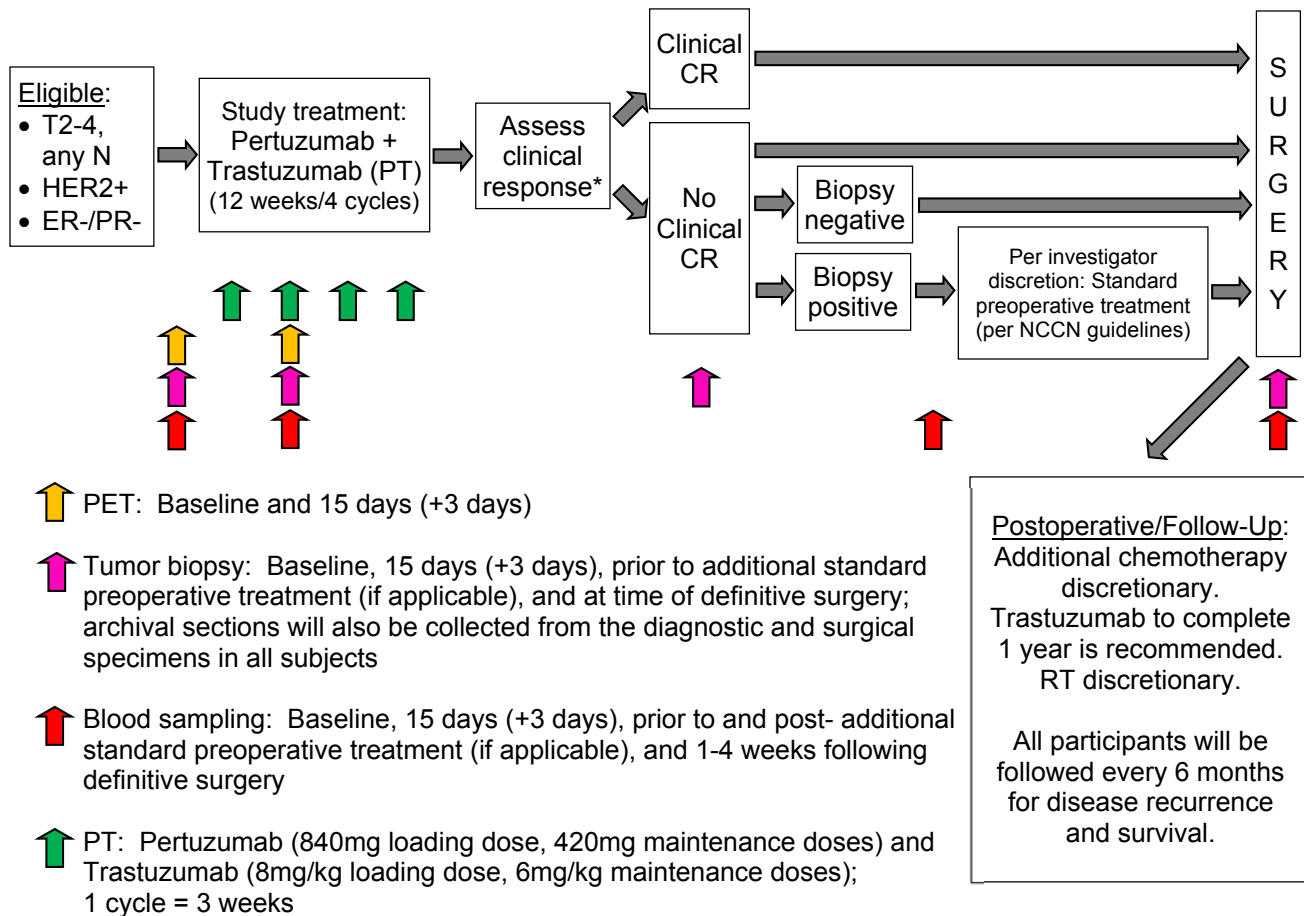 Eligible:
• T2-4,
any N
• HER2+
• ER-/PR-
Study treatment:
Pertuzumab +
Trastuzumab (PT)
(12 weeks/4 cycles)
Assess
clinical
response*
Clinical
CR
No
Clinical
CR
Biopsy
negative
Biopsy
positive
Per investigator
discretion: Standard
preoperative treatment
(per NCCN guidelines)
S
U
R
G
E
R
Y
PET: Baseline and 15 days (+3 days)
Tumor biopsy: Baseline, 15 days (+3 days), prior to additional standard
preoperative treatment (if applicable), and at time of definitive surgery;
archival sections will also be collected from the diagnostic and surgical
specimens in all subjects
Blood sampling: Baseline, 15 days (+3 days), prior to and post- additional
standard preoperative treatment (if applicable), and 1-4 weeks following
definitive surgery
PT: Pertuzumab (840mg loading dose, 420mg maintenance doses) and
Trastuzumab (8mg/kg loading dose, 6mg/kg maintenance doses);
1 cycle = 3 weeks
Postoperative/Follow-Up:
Additional chemotherapy
discretionary.
Trastuzumab to complete
1 year is recommended.
RT discretionary.
All participants will be
followed every 6 months
for disease recurrence
and survival.